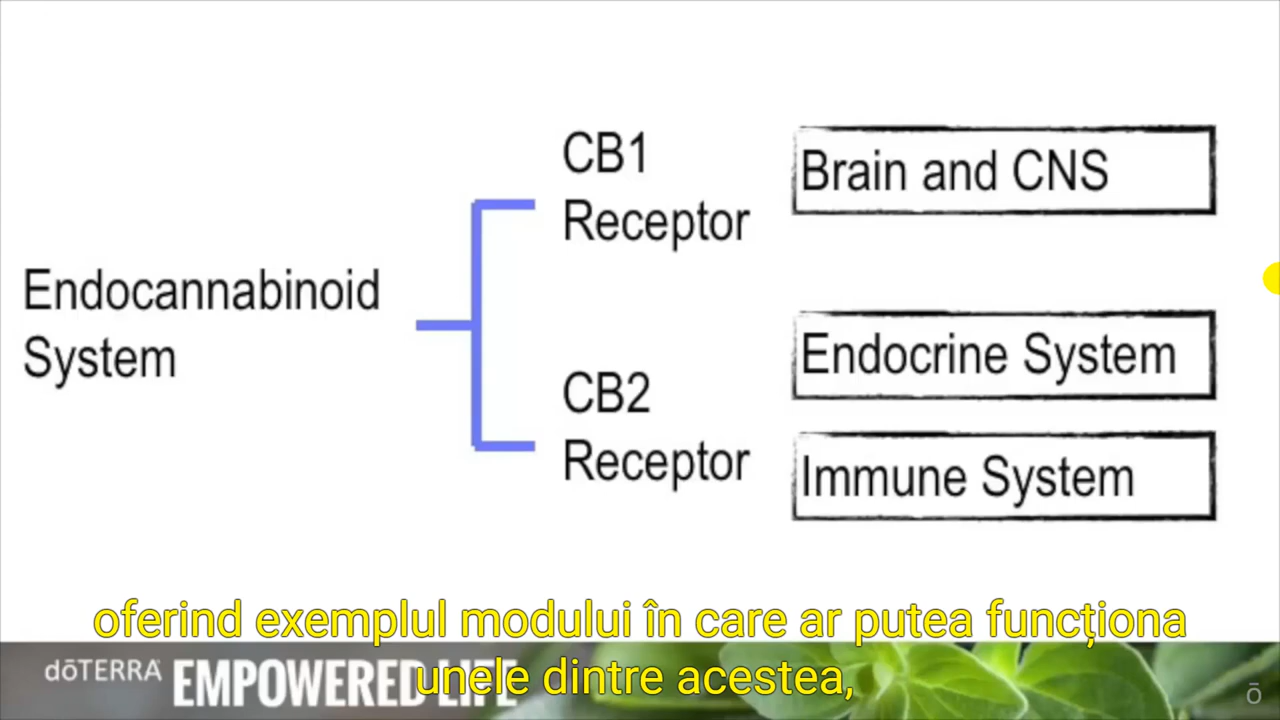 CB1
Receptor
Brain and CNS
Endocannabinoid
System
Endocrine System
CB2
Receptor
Immune System
oferind exemplul modului în care ar putea funcționa
unele dintre acestea,
dōTERRA EMPOWERED LIFE
ō